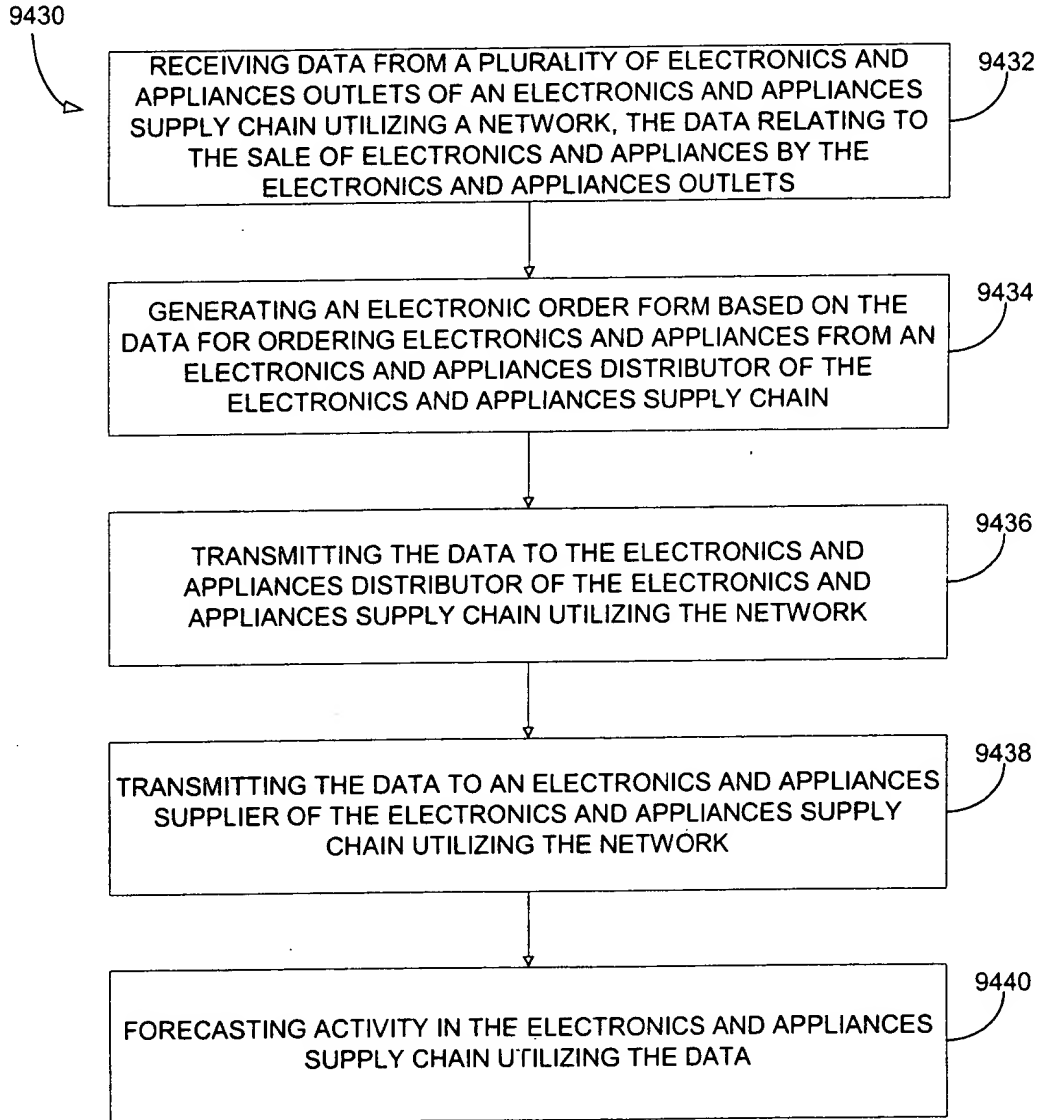 9430
RECEIVING DATA FROM A PLURALITY OF ELECTRONICS AND
APPLIANCES OUTLETS OF AN ELECTRONICS AND APPLIANCES
SUPPLY CHAIN UTILIZING A NETWORK, THE DATA RELATING TO
THE SALE OF ELECTRONICS AND APPLIANCES BY THE
ELECTRONICS AND APPLIANCES OUTLETS
9432
GENERATING AN ELECTRONIC ORDER FORM BASED ON THE
DATA FOR ORDERING ELECTRONICS AND APPLIANCES FROM AN
ELECTRONICS AND APPLIANCES DISTRIBUTOR OF THE
ELECTRONICS AND APPLIANCES SUPPLY CHAIN
9434
TRANSMITTING THE DATA TO THE ELECTRONICS AND
APPLIANCES DISTRIBUTOR OF THE ELECTRONICS AND
APPLIANCES SUPPLY CHAIN UTILIZING THE NETWORK
9436
TRANSMITTING THE DATA TO AN ELECTRONICS AND APPLIANCES
SUPPLIER OF THE ELECTRONICS AND APPLIANCES SUPPLY
CHAIN UTILIZING THE NETWORK
9438
FORECASTING ACTIVITY IN THE ELECTRONICS AND APPLIANCES
SUPPLY CHAIN UTILIZING THE DATA
9440